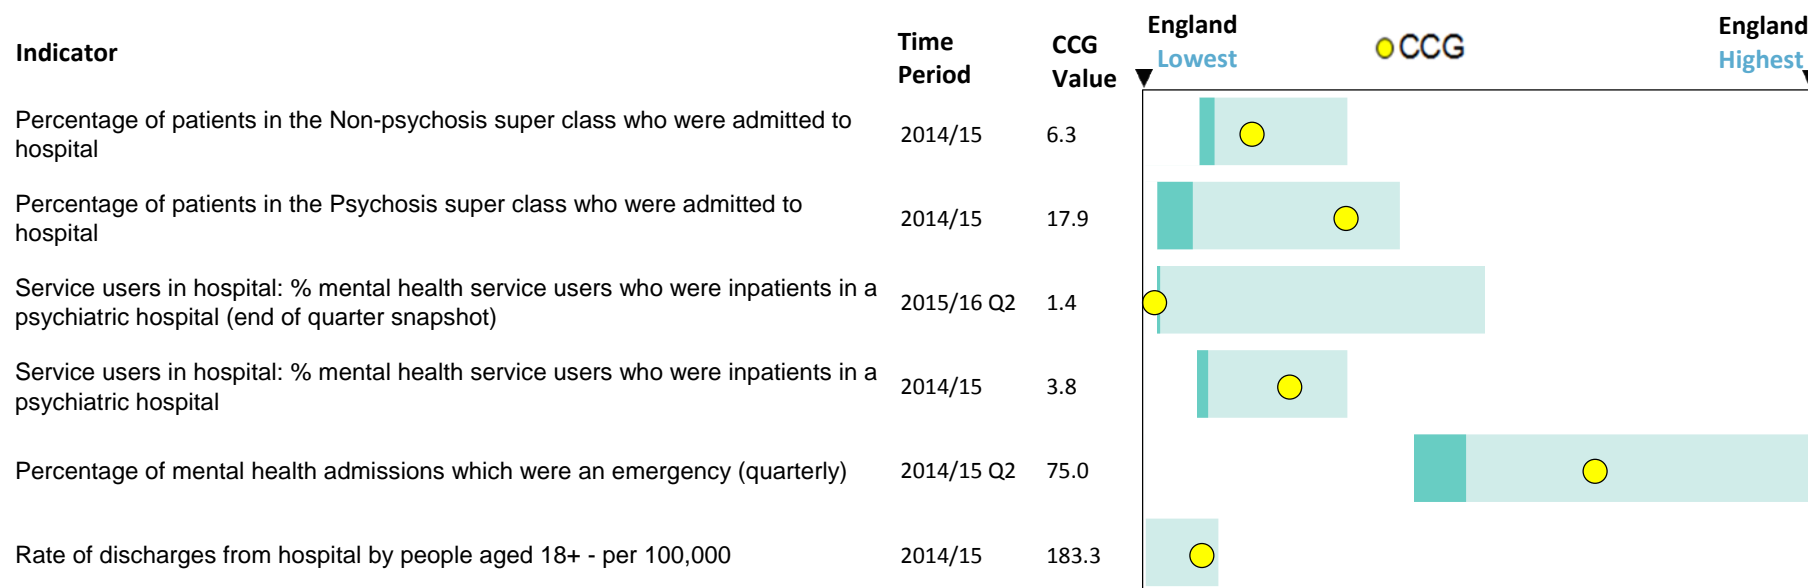 Indicator
Time
Period
CCG
Value
England
Lowest
CCG
England
Highest
Percentage of patients in the Non-psychosis super class who were admitted to
hospital
2014/15
6.3
Percentage of patients in the Psychosis super class who were admitted to
hospital
2014/15
17.9
Service users in hospital: % mental health service users who were inpatients in a
psychiatric hospital (end of quarter snapshot)
2015/16 Q2
1.4
Service users in hospital: % mental health service users who were inpatients in a
psychiatric hospital
2014/15
3.8
Percentage of mental health admissions which were an emergency (quarterly)
2014/15 Q2
75.0
Rate of discharges from hospital by people aged 18+ - per 100,000
2014/15
183.3